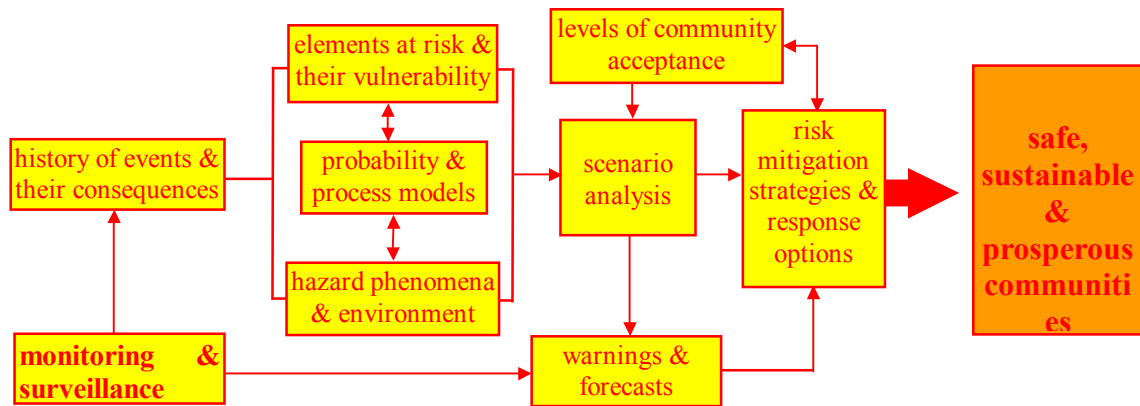 elements at risk &
their vulnerability
levels of community
acceptance
history of events &
their consequences
probability &
process models
scenario
analysis
risk
mitigation
strategies &
response
options
safe,
sustainable
&
prosperous
communiti
es
hazard phenomena
& environment
monitoring &
surveillance
warnings &
forecasts